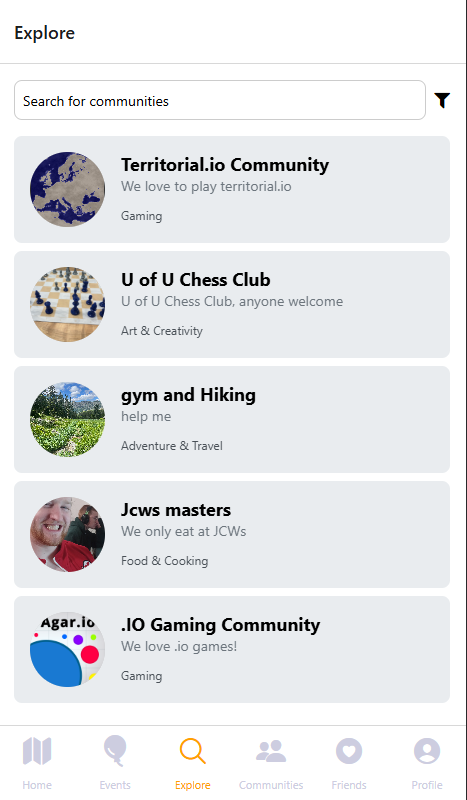 Explore
Search for communities
Territorial.io Community
We love to play territorial.io
Gaming
U of U Chess Club
U of U Chess Club, anyone welcome
Art & Creativity
gym and Hiking
help me
Adventure & Travel
Jcws masters
We only eat at JCWs
Food & Cooking
Agar.io
.IO Gaming Community
We love .io games!
Gaming
Home
Events
Explore
Communities
Friends
Profile